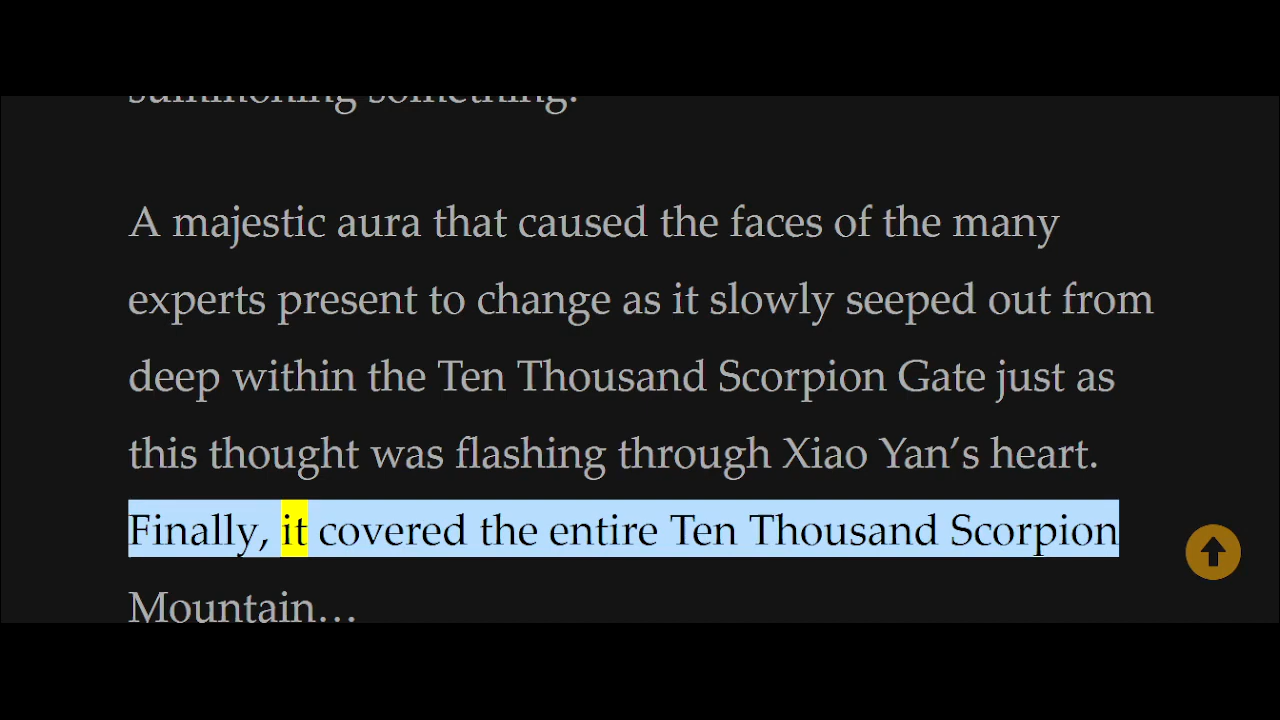 summoning something.
A majestic aura that caused the faces of the many
experts present to change as it slowly seeped out from
deep within the Ten Thousand Scorpion Gate just as
this thought was flashing through Xiao Yan’s heart.
Finally, it covered the entire Ten Thousand Scorpion
Mountain…